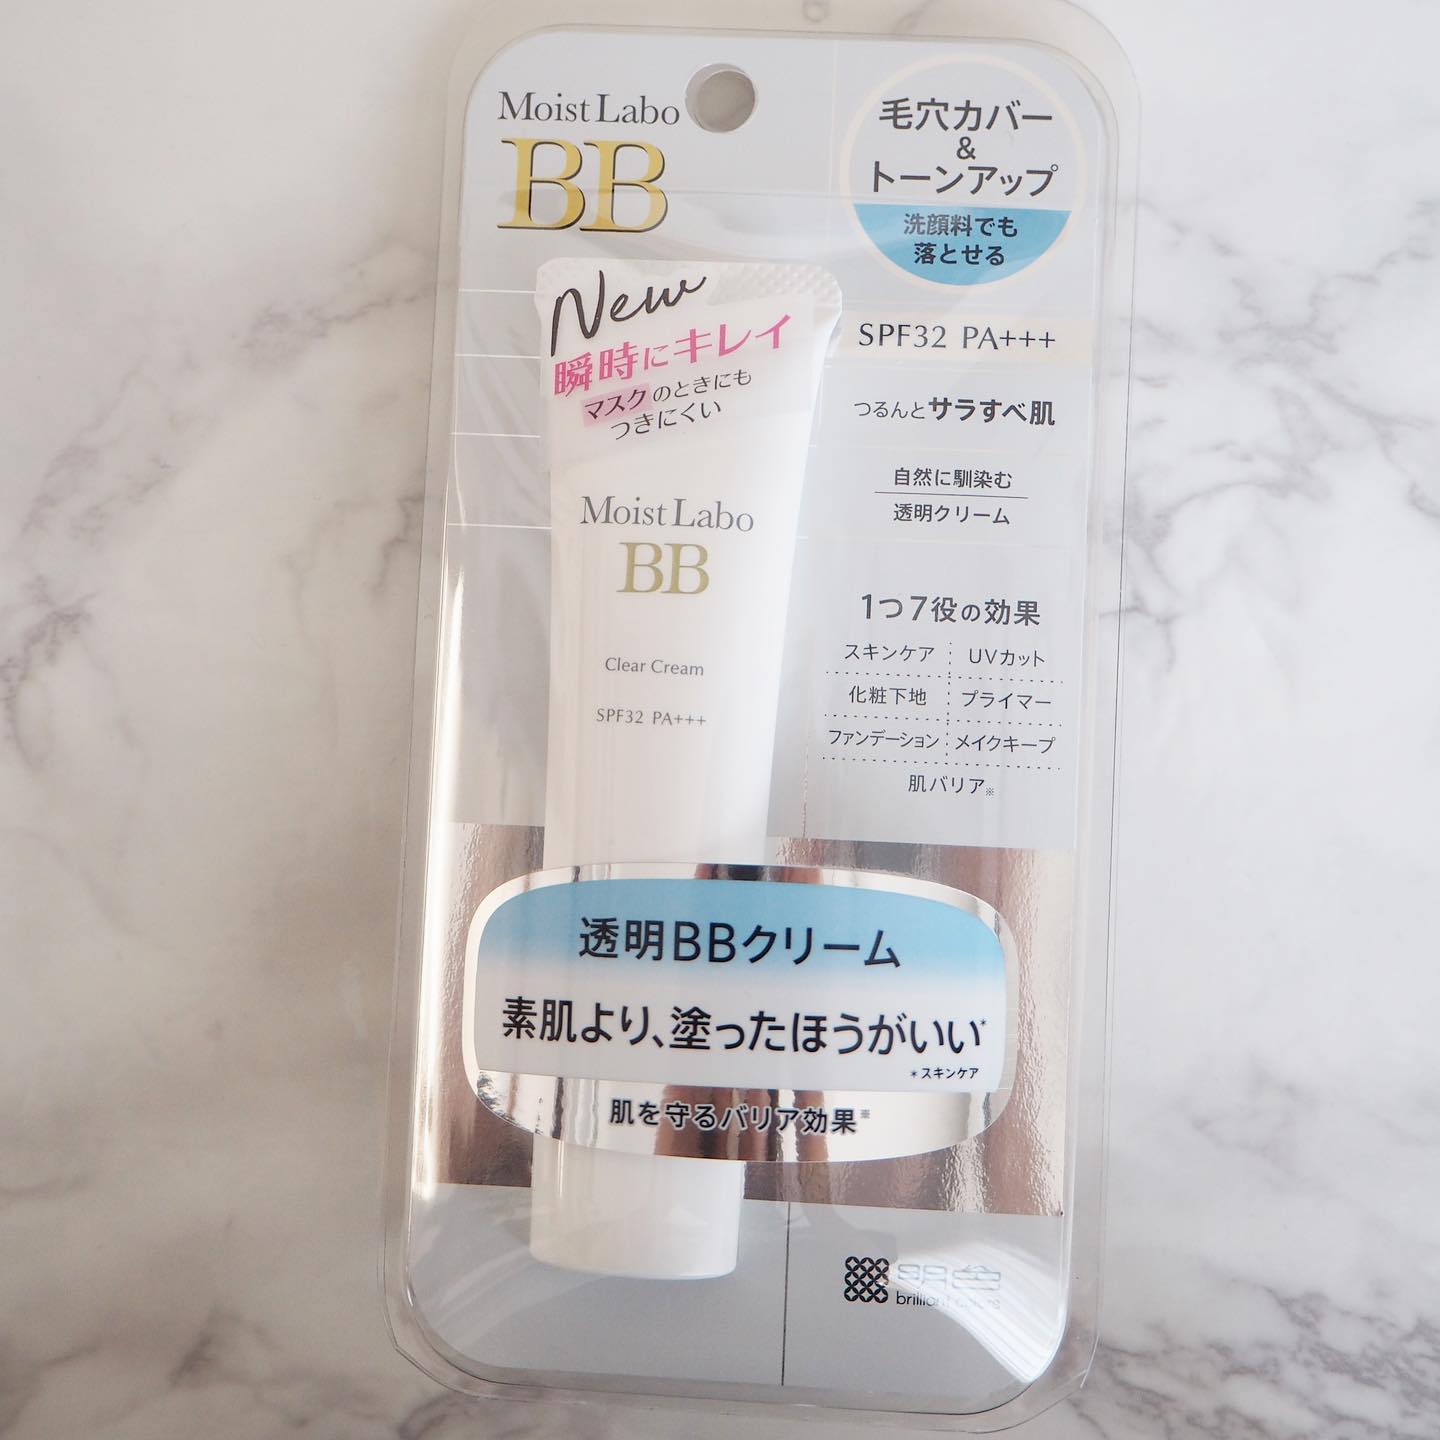 Moist Labo
BB
毛穴カバー
&
トーンアップ
洗顔料でも
落とせる
SPF32 PA+++
つるんとサラすべ肌
自然に馴染む
透明クリーム
1つ7役の効果
スキンケア UVカット
化粧下地 プライマー
ファンデーション メイクキープ
肌バリア※
New
瞬時にキレイ
マスクのときにも
つきにくい
Moist Labo
BB
Clear Cream
SPF32 PA+++
透明BBクリーム
素肌より、塗ったほうがいい*
*スキンケア
肌を守るバリア効果※
明色
brilliant colors